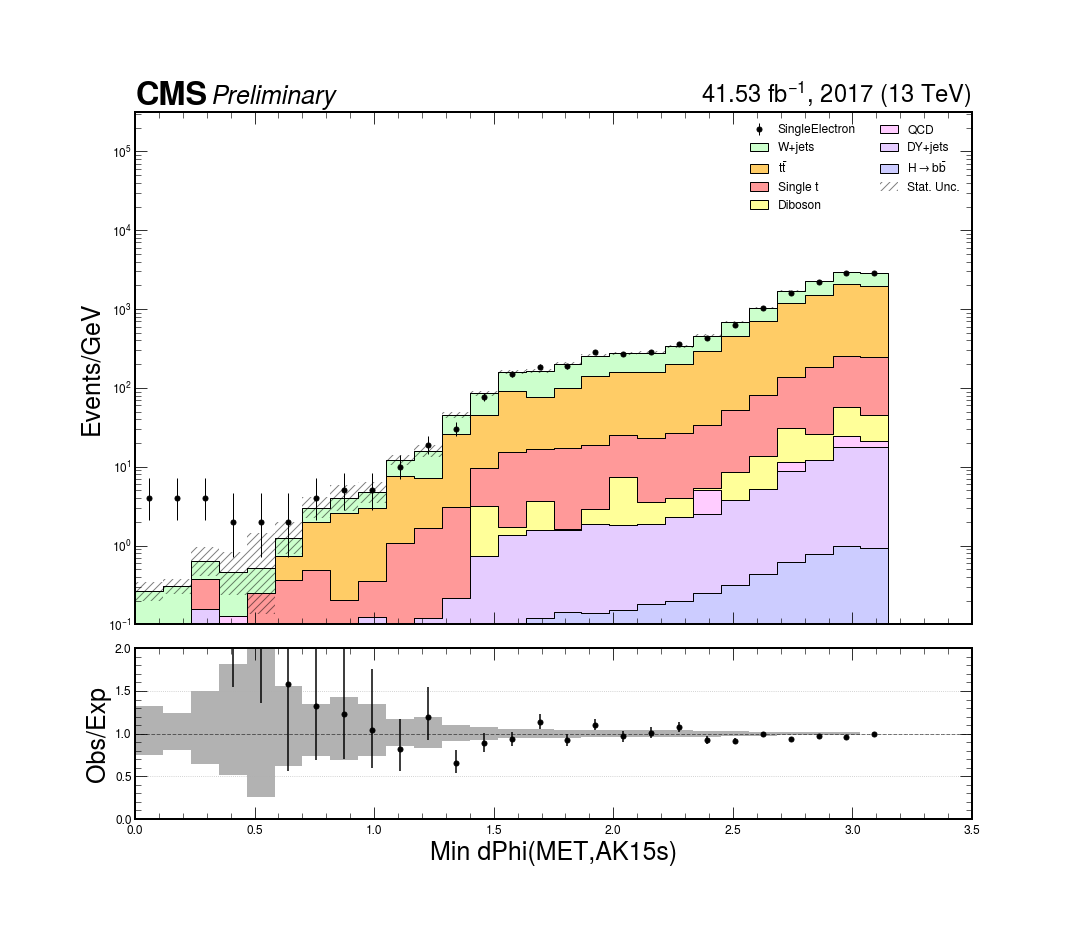 CMS Preliminary
41.53 fb⁻¹, 2017 (13 TeV)
SingleElectron
W+jets
tt̄
Single t
Diboson
QCD
DY+jets
H→bb̄
Stat. Unc.
Events/GeV
10⁵
10⁴
10³
10²
10¹
10⁰
10⁻¹
Obs/Exp
2.0
1.5
1.0
0.5
0.0
0.0 0.5 1.0 1.5 2.0 2.5 3.0 3.5
Min dPhi(MET,AK15s)